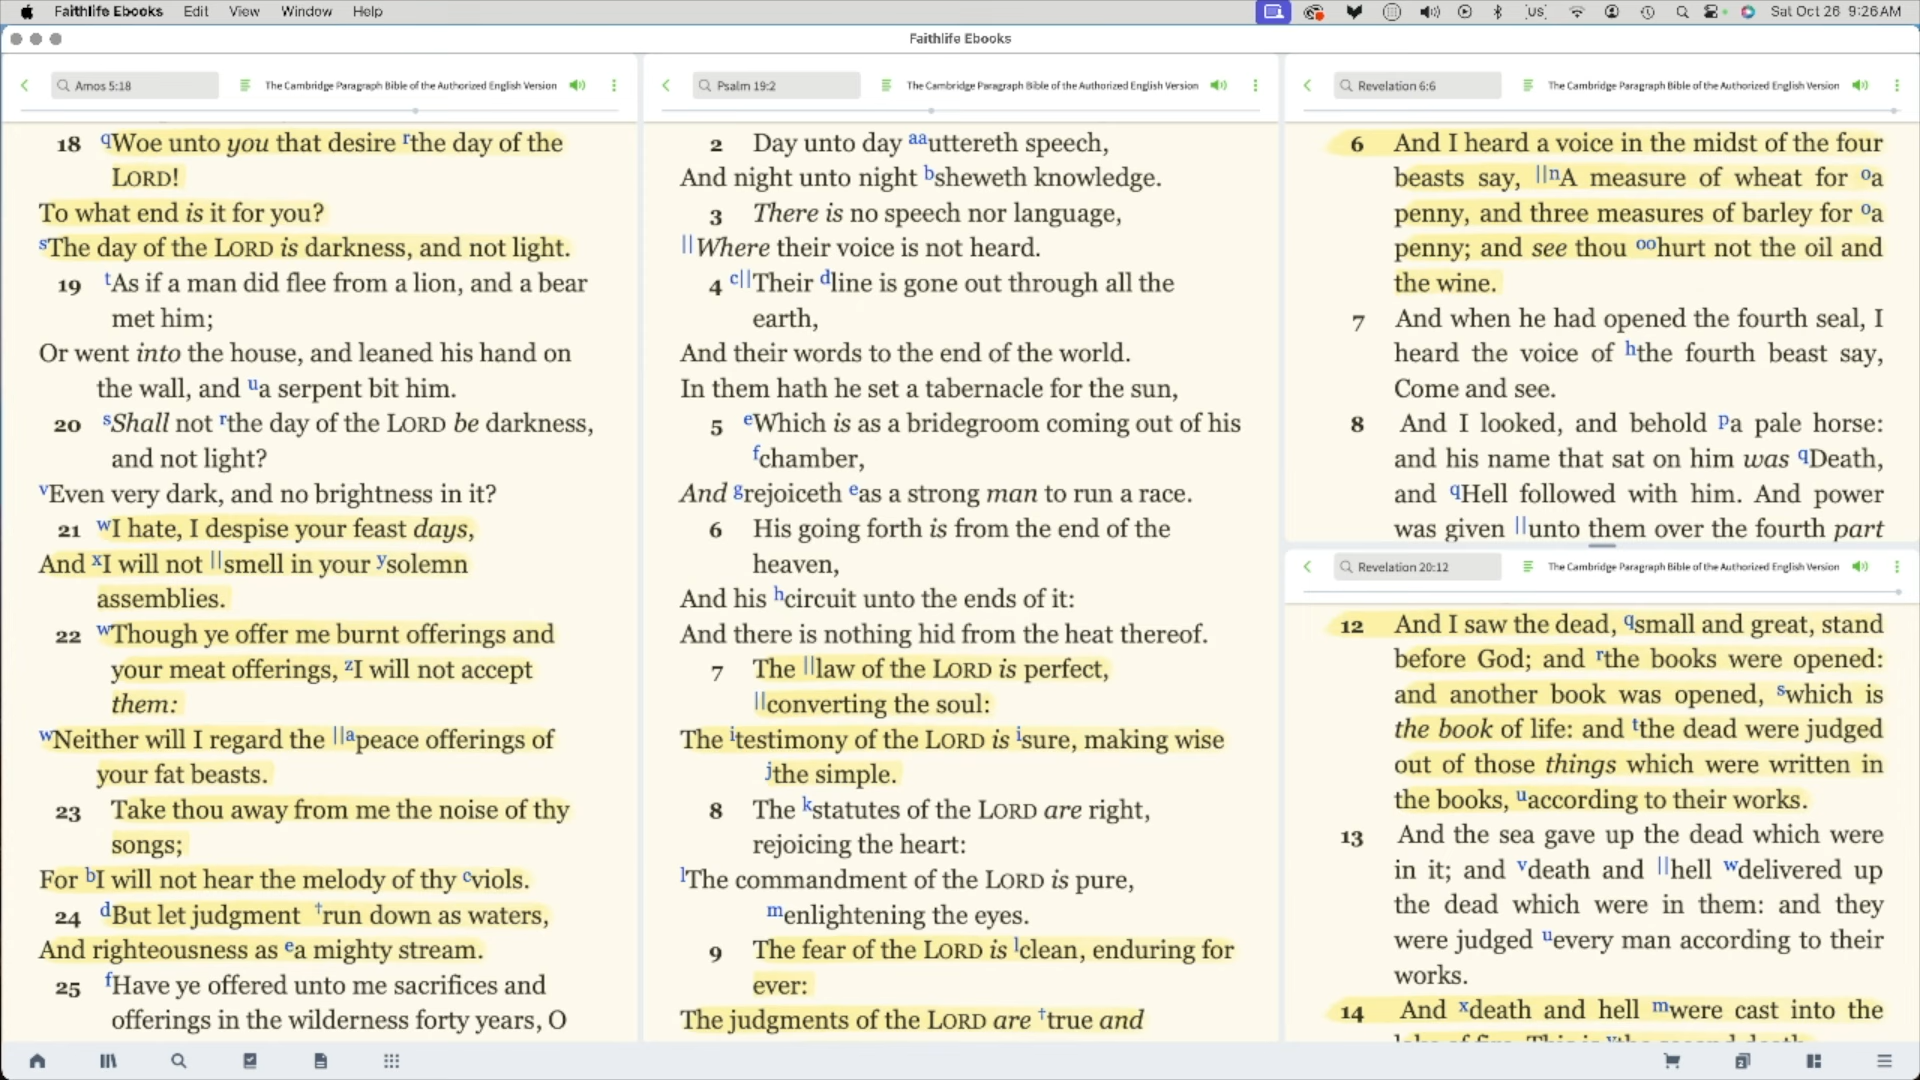 Faithlife Ebooks Edit View Window Help
US Sat Oct 26 9:26 AM
Faithlife Ebooks
Amos 5:18 The Cambridge Paragraph Bible of the Authorized English Version
18 qWoe unto you that desire rthe day of the
LORD!
To what end is it for you?
sThe day of the LORD is darkness, and not light.
19 tAs if a man did flee from a lion, and a bear
met him;
Or went into the house, and leaned his hand on
the wall, and ua serpent bit him.
20 sShall not rthe day of the LORD be darkness,
and not light?
vEven very dark, and no brightness in it?
21 wI hate, I despise your feast days,
And xI will not ||smell in your ysolemn
assemblies.
22 wThough ye offer me burnt offerings and
your meat offerings, zI will not accept
them:
wNeither will I regard the ||apeace offerings of
your fat beasts.
23 Take thou away from me the noise of thy
songs;
For bI will not hear the melody of thy cviols.
24 dBut let judgment †run down as waters,
And righteousness as ea mighty stream.
25 fHave ye offered unto me sacrifices and
offerings in the wilderness forty years, O
Psalm 19:2 The Cambridge Paragraph Bible of the Authorized English Version
2 Day unto day aauttereth speech,
And night unto night bsheweth knowledge.
3 There is no speech nor language,
||Where their voice is not heard.
4 c||Their dline is gone out through all the
earth,
And their words to the end of the world.
In them hath he set a tabernacle for the sun,
5 eWhich is as a bridegroom coming out of his
fchamber,
And grejoiceth eas a strong man to run a race.
6 His going forth is from the end of the
heaven,
And his hcircuit unto the ends of it:
And there is nothing hid from the heat thereof.
7 The ||law of the LORD is perfect,
||converting the soul:
The itestimony of the LORD is isure, making wise
jthe simple.
8 The kstatutes of the LORD are right,
rejoicing the heart:
lThe commandment of the LORD is pure,
menlightening the eyes.
9 The fear of the LORD is lclean, enduring for
ever:
The judgments of the LORD are †true and
Revelation 6:6 The Cambridge Paragraph Bible of the Authorized English Version
6 And I heard a voice in the midst of the four
beasts say, ||nA measure of wheat for oa
penny, and three measures of barley for oa
penny; and see thou oohurt not the oil and
the wine.
7 And when he had opened the fourth seal, I
heard the voice of hthe fourth beast say,
Come and see.
8 And I looked, and behold pa pale horse:
and his name that sat on him was qDeath,
and qHell followed with him. And power
was given ||unto them over the fourth part
Revelation 20:12 The Cambridge Paragraph Bible of the Authorized English Version
12 And I saw the dead, qsmall and great, stand
before God; and rthe books were opened:
and another book was opened, swhich is
the book of life: and tthe dead were judged
out of those things which were written in
the books, uaccording to their works.
13 And the sea gave up the dead which were
in it; and vdeath and ||hell wdelivered up
the dead which were in them: and they
were judged uevery man according to their
works.
14 And xdeath and hell mwere cast into the
lake of fire. This is ythe second death.